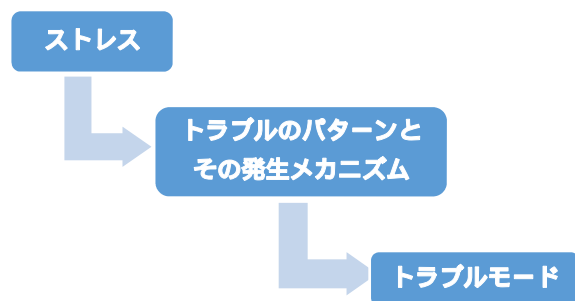 ストレス
トラブルのパターンと
その発生メカニズム
トラブルモード